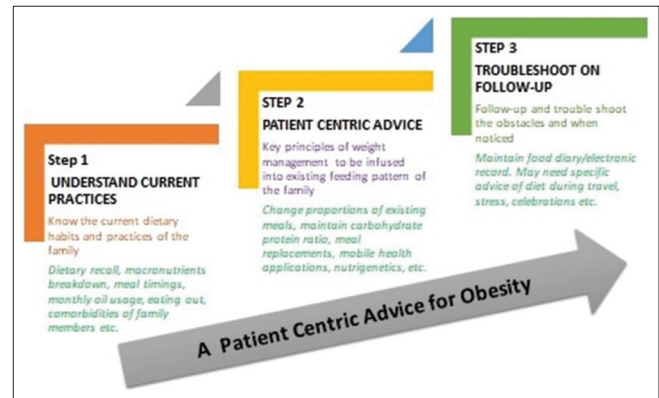 Step 1
UNDERSTAND CURRENT
PRACTICES
Know the current dietary
habits and practices of the
family
Dietary recall, macronutrients
breakdown, meal timings,
monthly oil usage, eating out,
comorbidities of family
members etc.
STEP 2
PATIENT CENTRIC ADVICE
Key principles of weight
management to be infused
into existing feeding pattern of
the family
Change proportions of existing
meals, maintain carbohydrate
protein ratio, meal
replacements, mobile health
applications, nutrigenetics, etc.
STEP 3
TROUBLESHOOT ON
FOLLOW-UP
Follow-up and trouble shoot
the obstacles and when
noticed
Maintain food diary/electronic
record. May need specific
advice of diet during travel,
stress, celebrations etc.
A Patient Centric Advice for Obesity